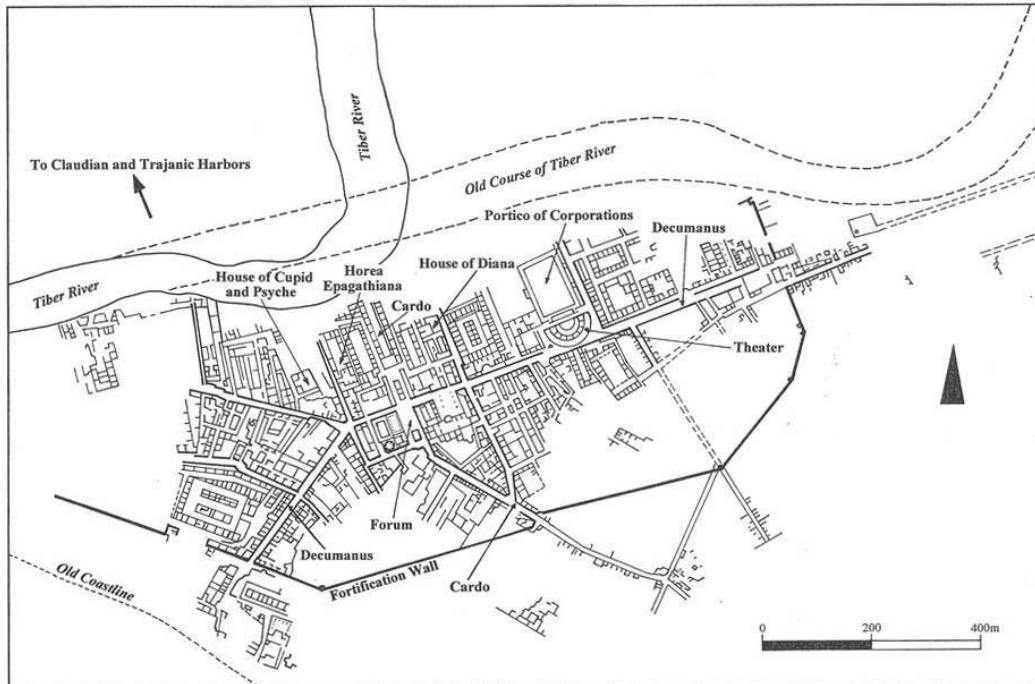 Tiber River
To Claudian and Trajanic Harbors
Old Course of Tiber River
Portico of Corporations
Decumanus
House of Diana
Horea
Epagathiana
House of Cupid
and Psyche
Cardo
Tiber River
Theater
Forum
Decumanus
Fortification Wall
Cardo
Old Coastline
0 200 400m